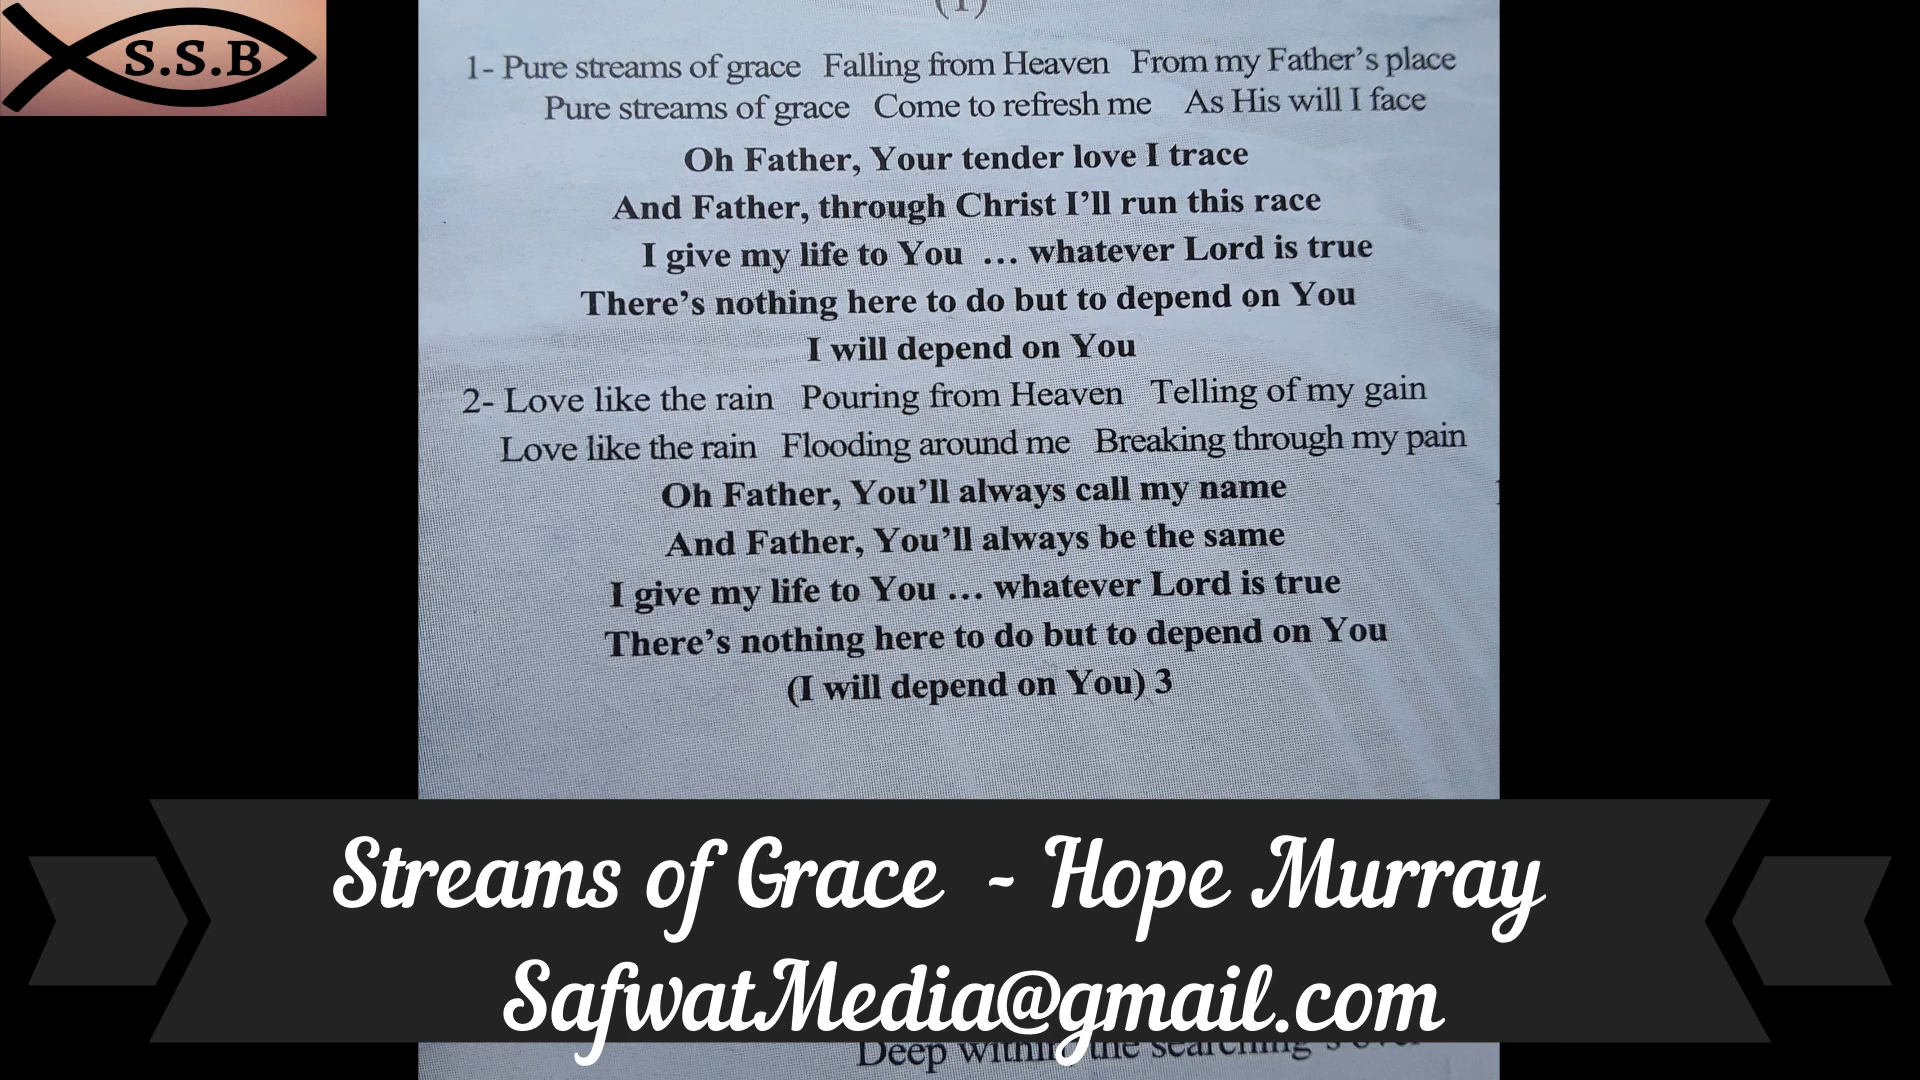 S.S.B
(1)
1- Pure streams of grace Falling from Heaven From my Father's place
Pure streams of grace Come to refresh me As His will I face
Oh Father, Your tender love I trace
And Father, through Christ I'll run this race
I give my life to You … whatever Lord is true
There's nothing here to do but to depend on You
I will depend on You
2- Love like the rain Pouring from Heaven Telling of my gain
Love like the rain Flooding around me Breaking through my pain
Oh Father, You'll always call my name
And Father, You'll always be the same
I give my life to You … whatever Lord is true
There's nothing here to do but to depend on You
(I will depend on You) 3
Streams of Grace - Hope Murray
SafwatMedia@gmail.com
Deep within the searching's over